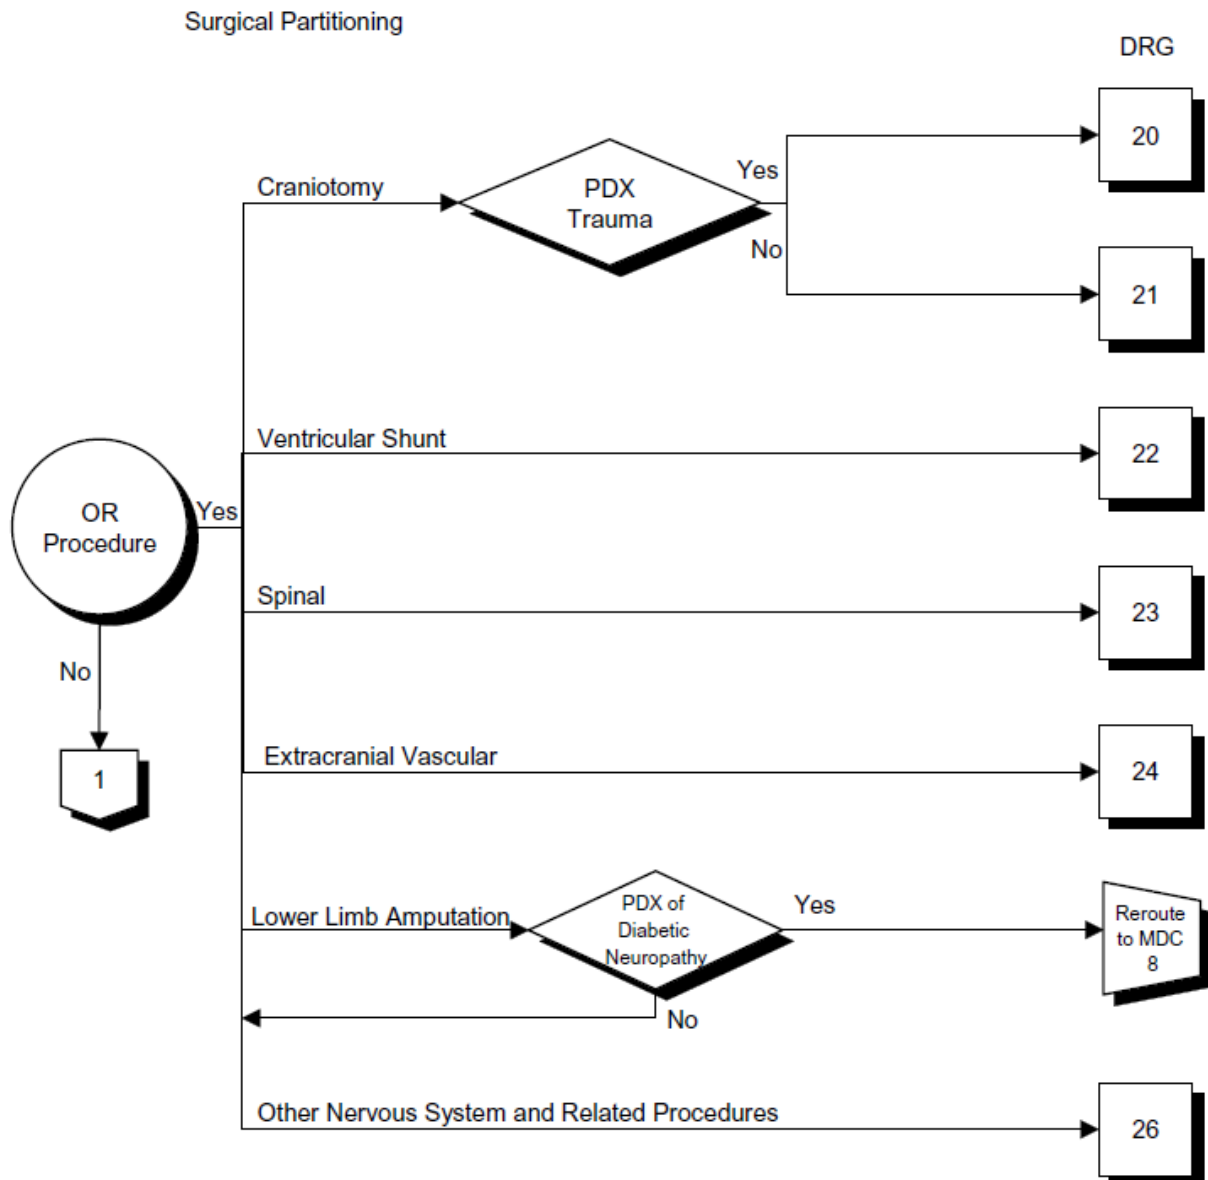 Surgical Partitioning
DRG
20
Craniotomy
PDX
Trauma
Yes
No
21
Ventricular Shunt
22
OR
Procedure
Yes
No
1
Spinal
23
Extracranial Vascular
24
Lower Limb Amputation
PDX of
Diabetic
Neuropathy
Yes
No
Reroute
to MDC
8
Other Nervous System and Related Procedures
26